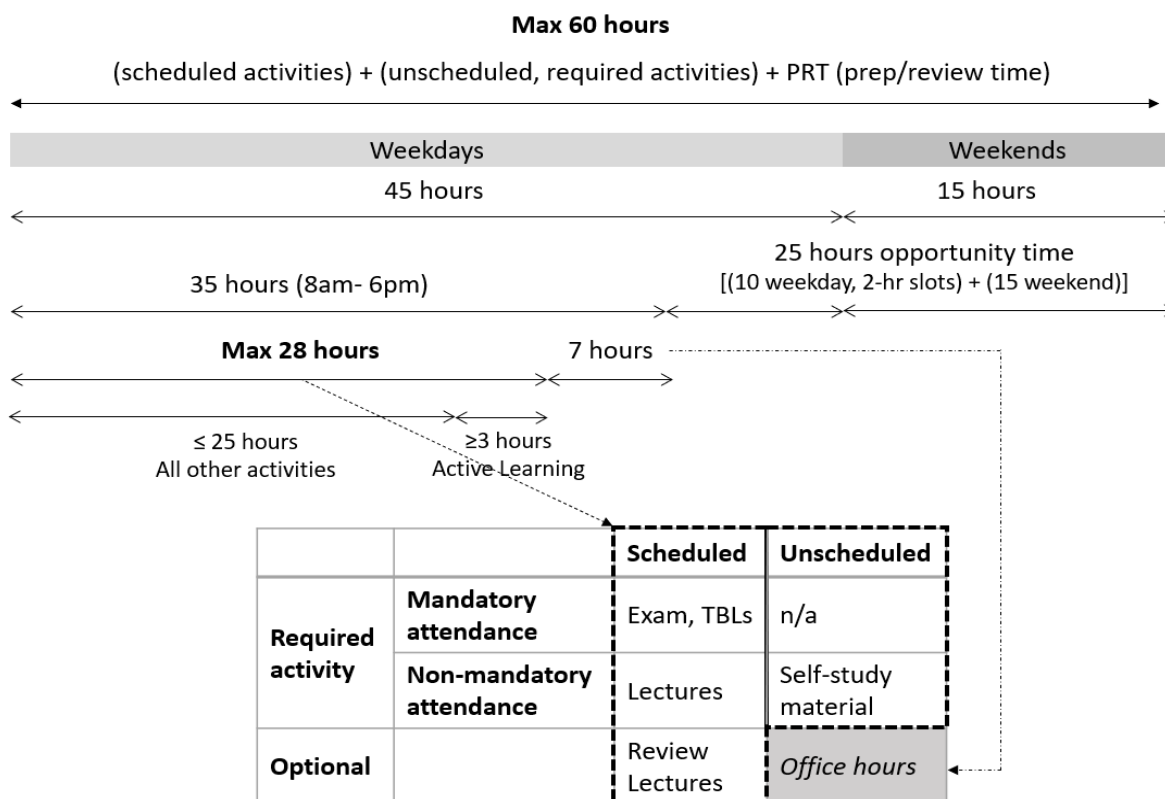 Max 60 hours
(scheduled activities) + (unscheduled, required activities) + PRT (prep/review time)
Weekdays
Weekends
45 hours
15 hours
35 hours (8am- 6pm)
25 hours opportunity time
[(10 weekday, 2-hr slots) + (15 weekend)]
Max 28 hours
7 hours
≤ 25 hours
All other activities
≥3 hours
Active Learning
Scheduled
Unscheduled
Required
activity
Mandatory
attendance
Exam, TBLs
n/a
Non-mandatory
attendance
Lectures
Self-study
material
Optional
Review
Lectures
Office hours